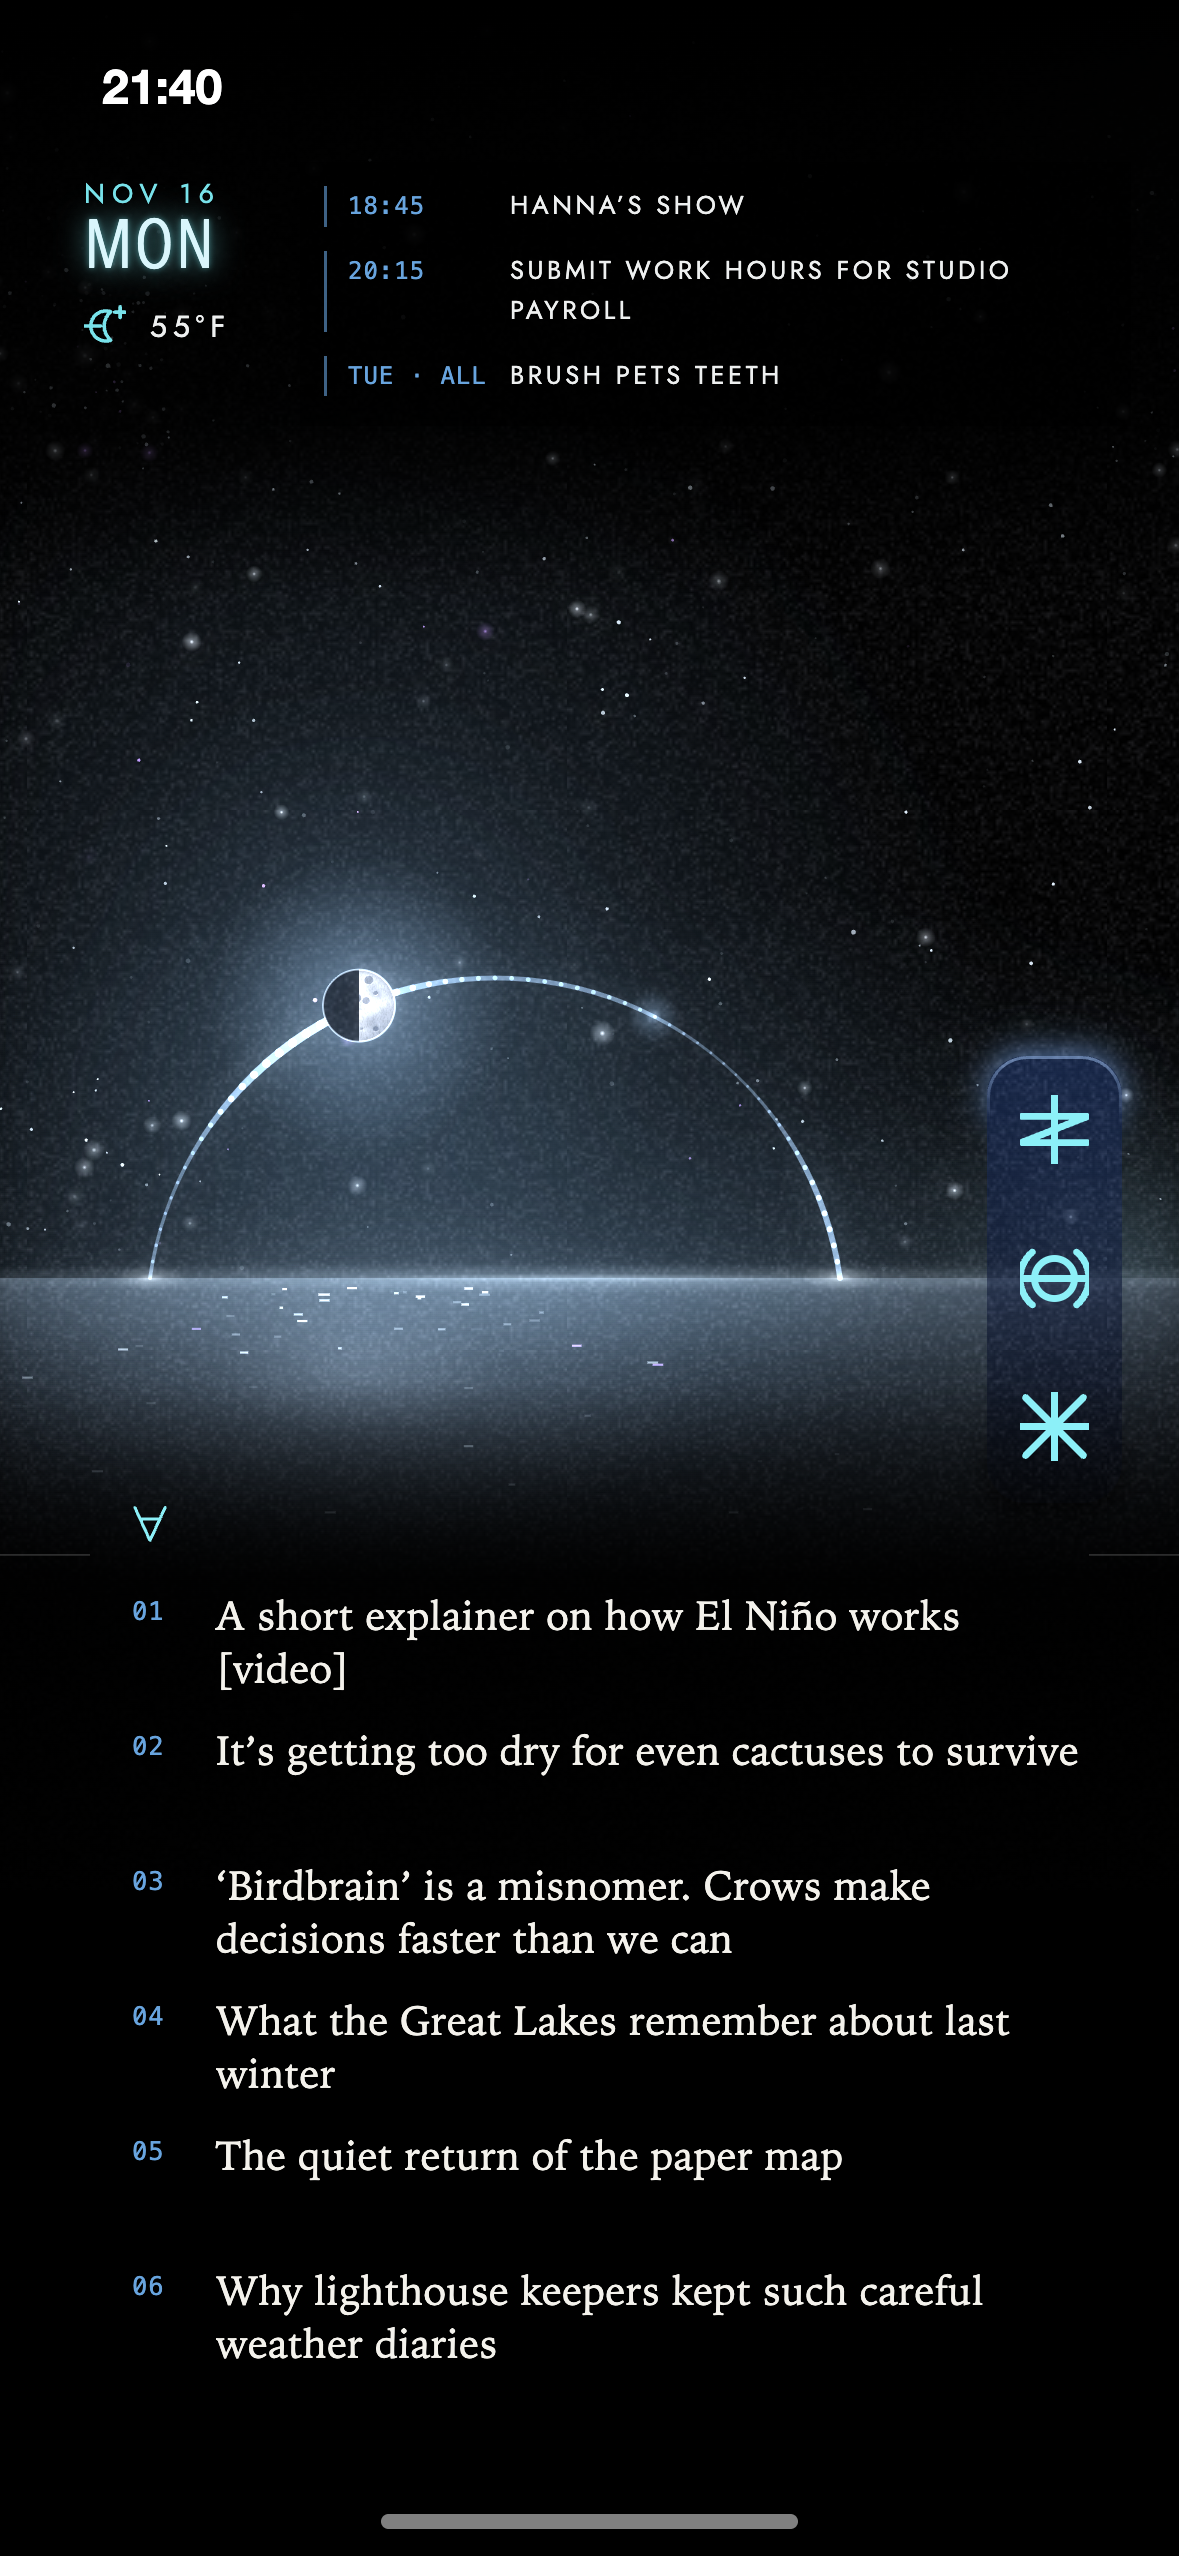 21:40
NOV 16
MON
55°F
18:45 HANNA’S SHOW
20:15 SUBMIT WORK HOURS FOR STUDIO
PAYROLL
TUE · ALL BRUSH PETS TEETH
01 A short explainer on how El Niño works
[video]
02 It’s getting too dry for even cactuses to survive
03 ‘Birdbrain’ is a misnomer. Crows make
decisions faster than we can
04 What the Great Lakes remember about last
winter
05 The quiet return of the paper map
06 Why lighthouse keepers kept such careful
weather diaries